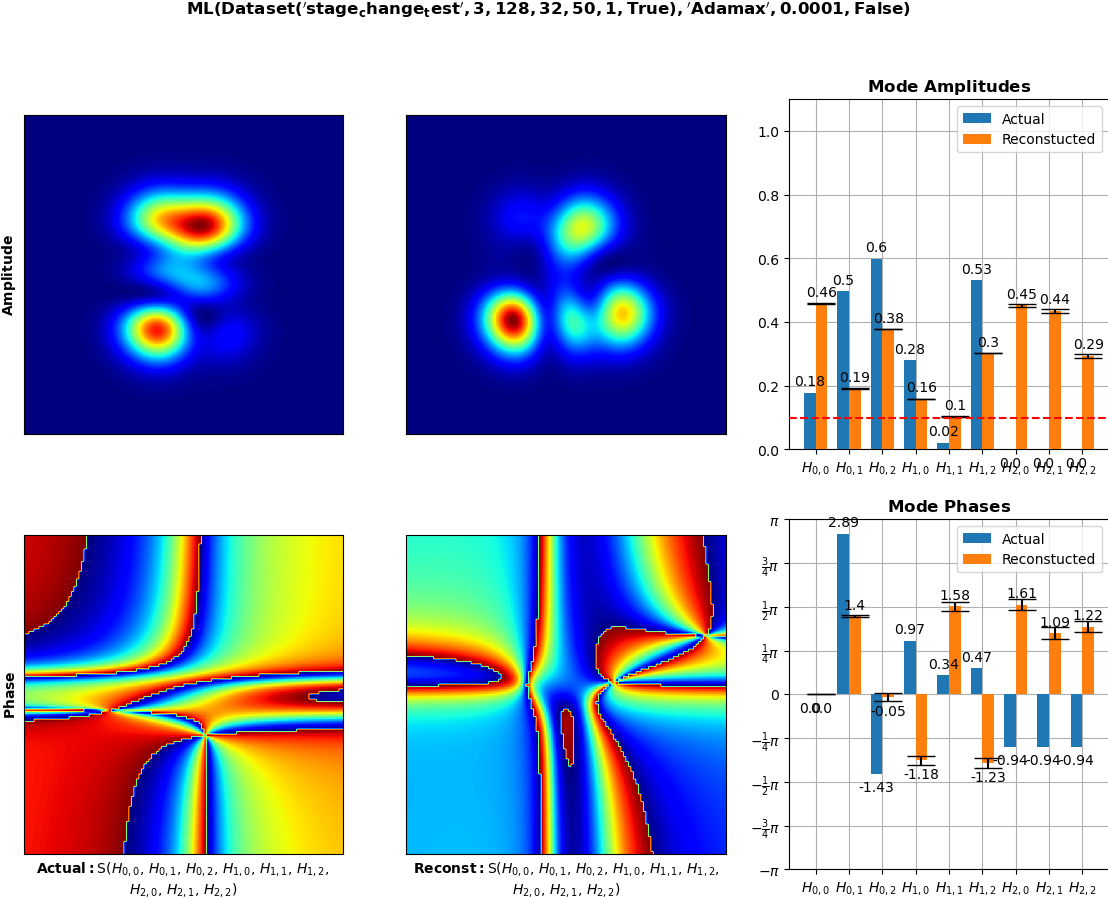 ML(Dataset('stage_change_test', 3, 128, 32, 50, 1, True), 'Adamax', 0.0001, False)
Amplitude
Mode Amplitudes
Actual
Reconstucted
1.0
0.8
0.6
0.4
0.2
0.0
0.18 0.5 0.6 0.28 0.02 0.53 0.0 0.0 0.0
0.46 0.19 0.38 0.16 0.1 0.3 0.45 0.44 0.29
H0,0 H0,1 H0,2 H1,0 H1,1 H1,2 H2,0 H2,1 H2,2
Phase
Actual: S(H0,0, H0,1, H0,2, H1,0, H1,1, H1,2,
H2,0, H2,1, H2,2)
Reconst: S(H0,0, H0,1, H0,2, H1,0, H1,1, H1,2,
H2,0, H2,1, H2,2)
Mode Phases
Actual
Reconstucted
π
3/4π
1/2π
1/4π
0
−1/4π
−1/2π
−3/4π
−π
0.0 2.89 -1.43 0.97 0.34 0.47 -0.94 -0.94 -0.94
0.0 1.4 -0.05 -1.18 1.58 -1.23 1.61 1.09 1.22
H0,0 H0,1 H0,2 H1,0 H1,1 H1,2 H2,0 H2,1 H2,2